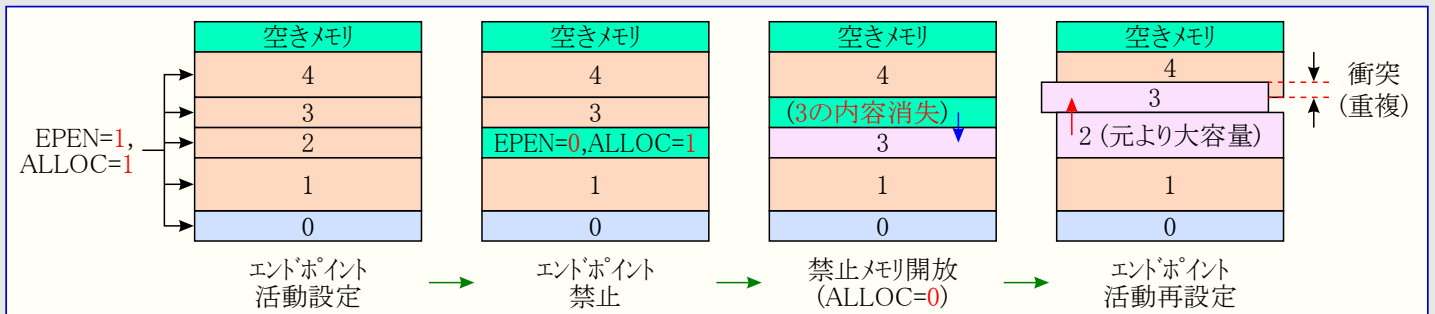 空きメモリ
4
3
2
1
0
EPEN=1,
ALLOC=1
エンドポイント
活動設定
空きメモリ
4
3
EPEN=0,ALLOC=1
1
0
エンドポイント
禁止
空きメモリ
4
(3の内容消失)
3
1
0
禁止メモリ開放
(ALLOC=0)
空きメモリ
4
3
2 (元より大容量)
1
0
衝突
(重複)
エンドポイント
活動再設定